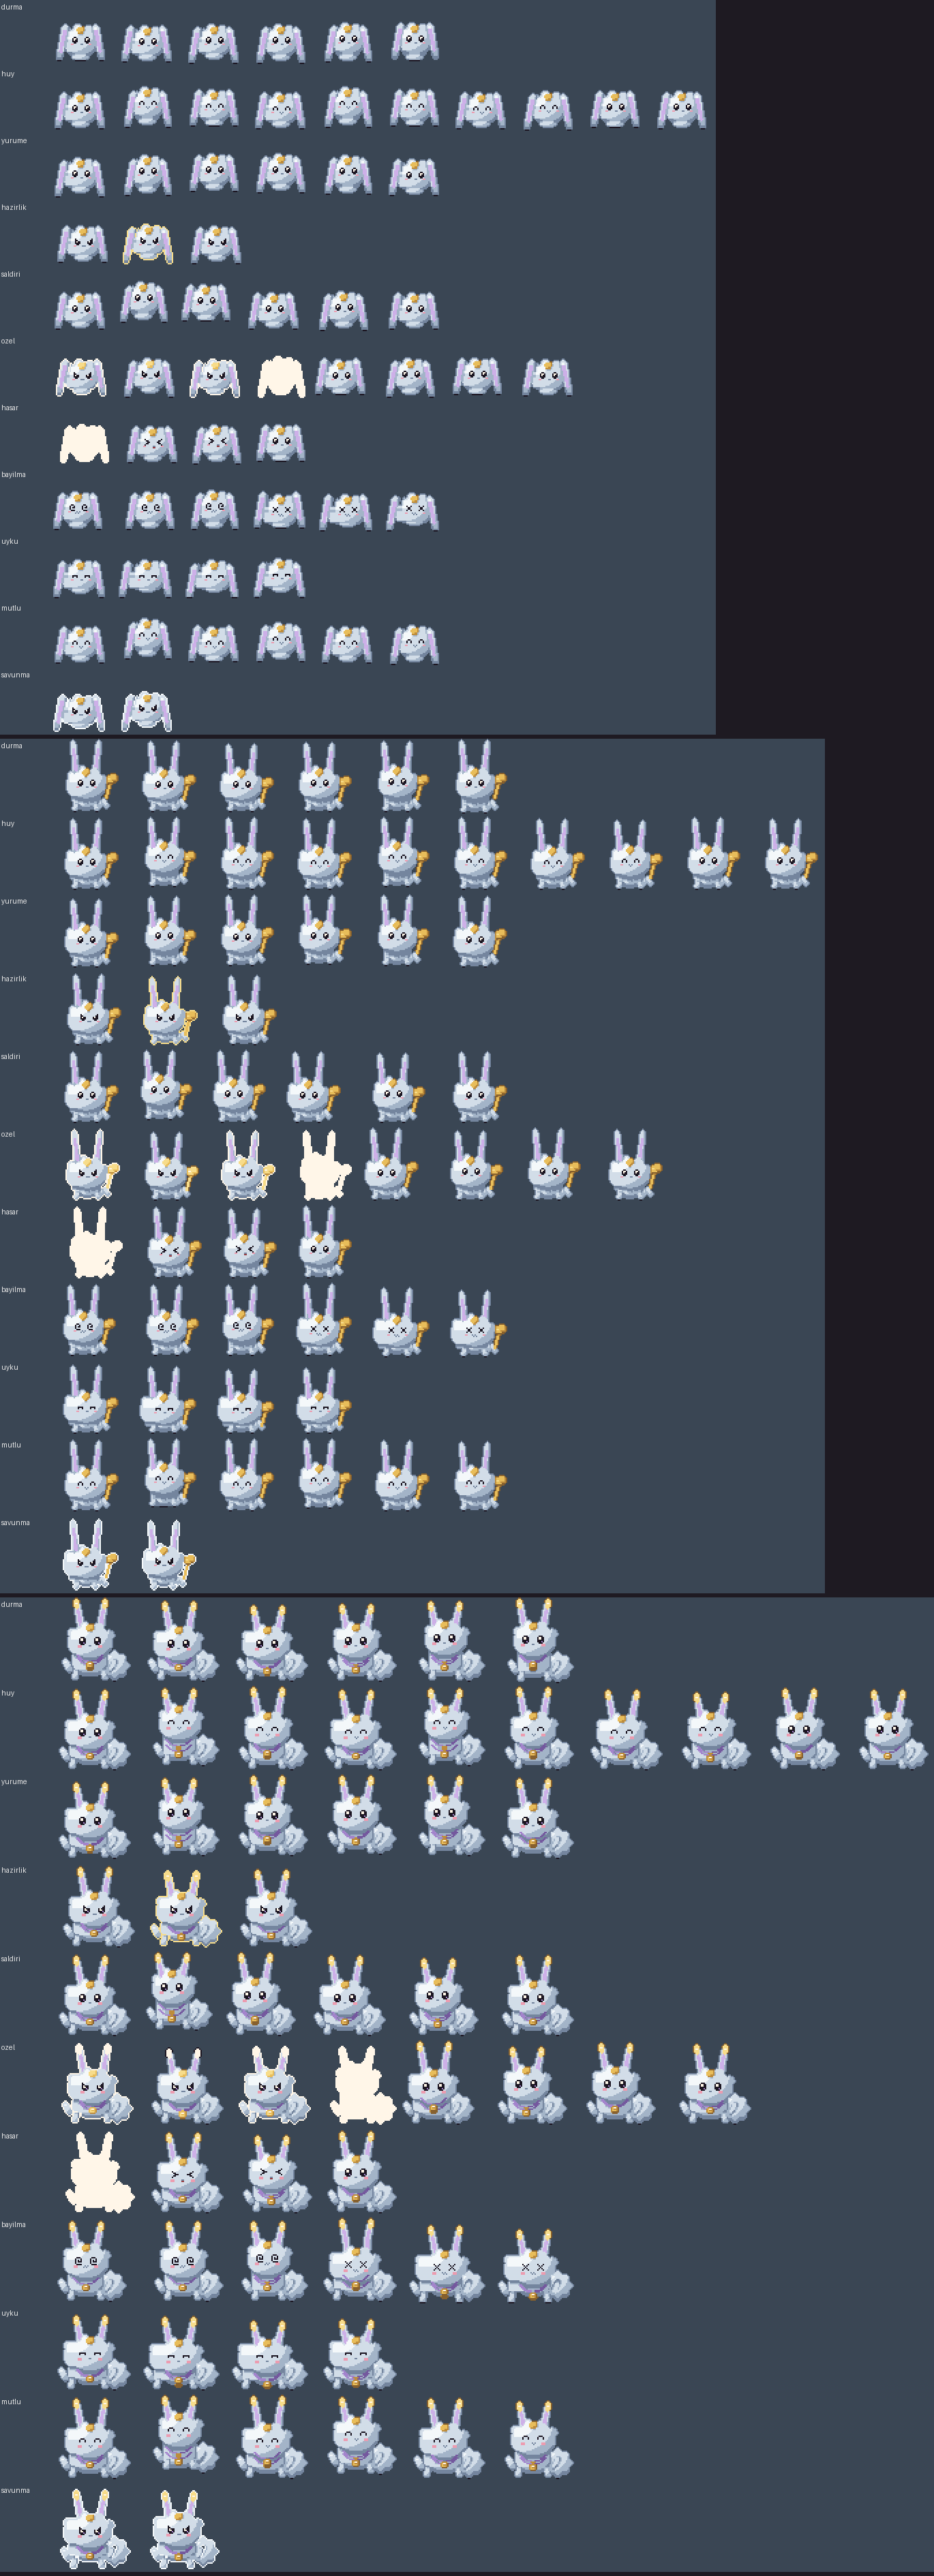 durma
huy
yurume
hazirlik
saldiri
ozel
hasar
bayilma
uyku
mutlu
savunma
durma
huy
yurume
hazirlik
saldiri
ozel
hasar
bayilma
uyku
mutlu
savunma
durma
huy
yurume
hazirlik
saldiri
ozel
hasar
bayilma
uyku
mutlu
savunma